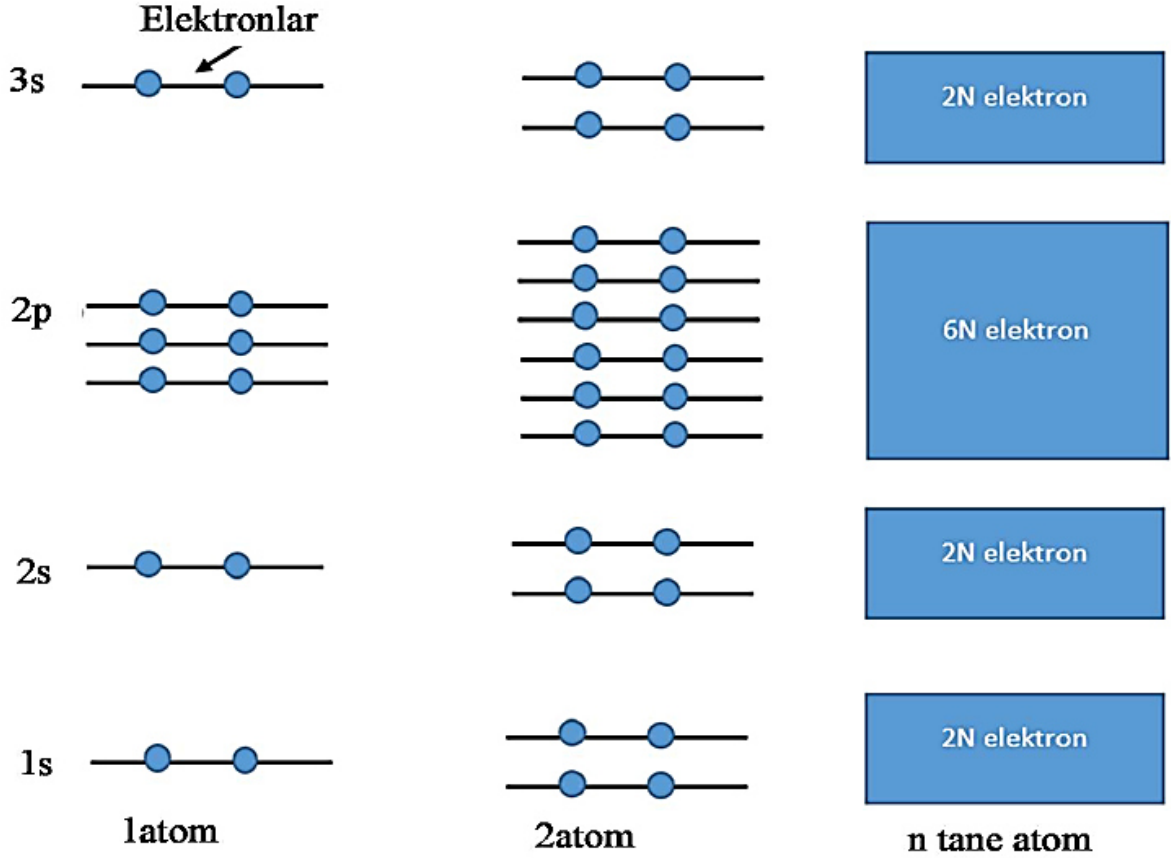 Elektronlar
3s
2N elektron
2p
6N elektron
2s
2N elektron
1s
2N elektron
1atom
2atom
n tane atom